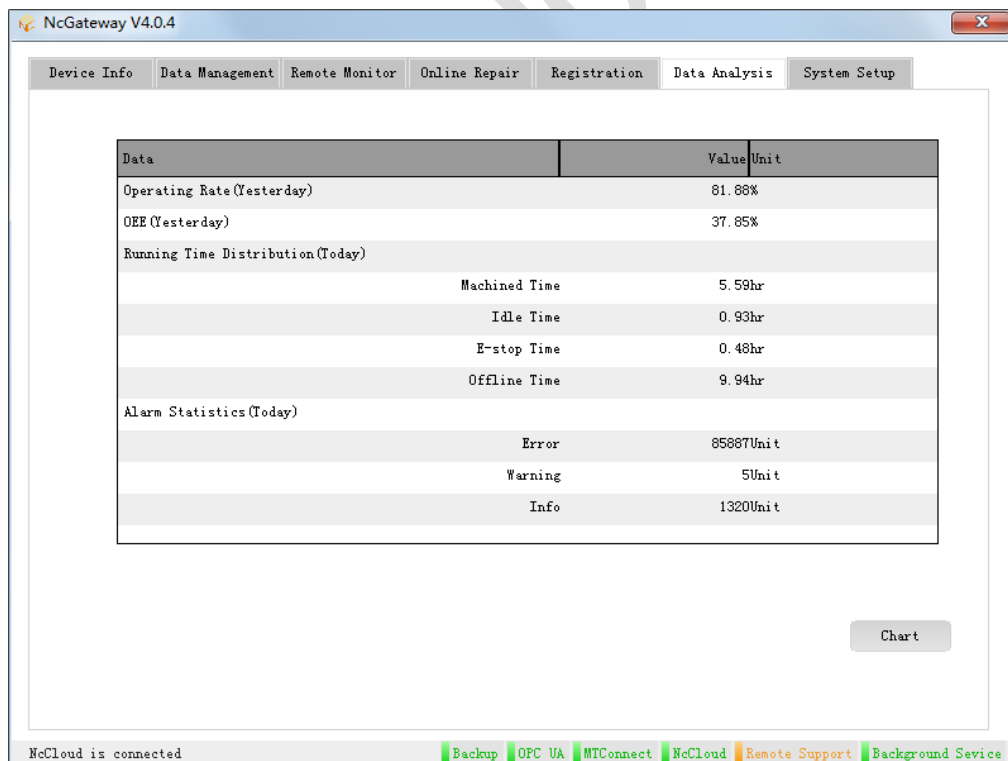 NcGateway V4.0.4
Device Info Data Management Remote Monitor Online Repair Registration Data Analysis System Setup
Data Value Unit
Operating Rate(Yesterday) 81.88%
OEE(Yesterday) 37.85%
Running Time Distribution(Today)
Machined Time 5.59hr
Idle Time 0.93hr
E-stop Time 0.48hr
Offline Time 9.94hr
Alarm Statistics(Today)
Error 85887Unit
Warning 5Unit
Info 1320Unit
Chart
NcCloud is connected Backup OPC UA MTConnect NcCloud Remote Support Background Sevice